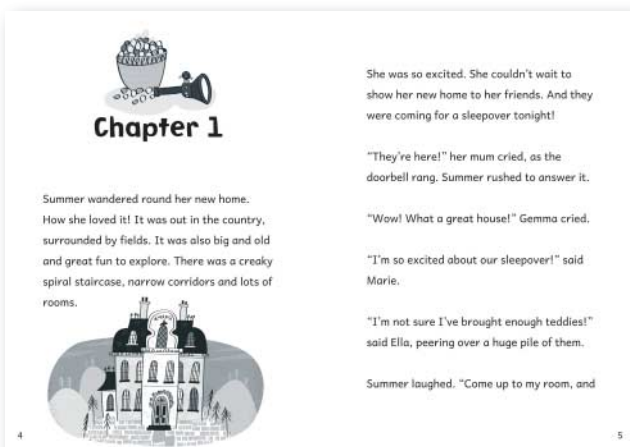 Chapter 1
Summer wandered round her new home.
How she loved it! It was out in the country,
surrounded by fields. It was also big and old
and great fun to explore. There was a creaky
spiral staircase, narrow corridors and lots of
rooms.
4
She was so excited. She couldn't wait to
show her new home to her friends. And they
were coming for a sleepover tonight!
"They're here!" her mum cried, as the
doorbell rang. Summer rushed to answer it.
"Wow! What a great house!" Gemma cried.
"I'm so excited about our sleepover!" said
Marie.
"I'm not sure I've brought enough teddies!"
said Ella, peering over a huge pile of them.
Summer laughed. "Come up to my room, and
5